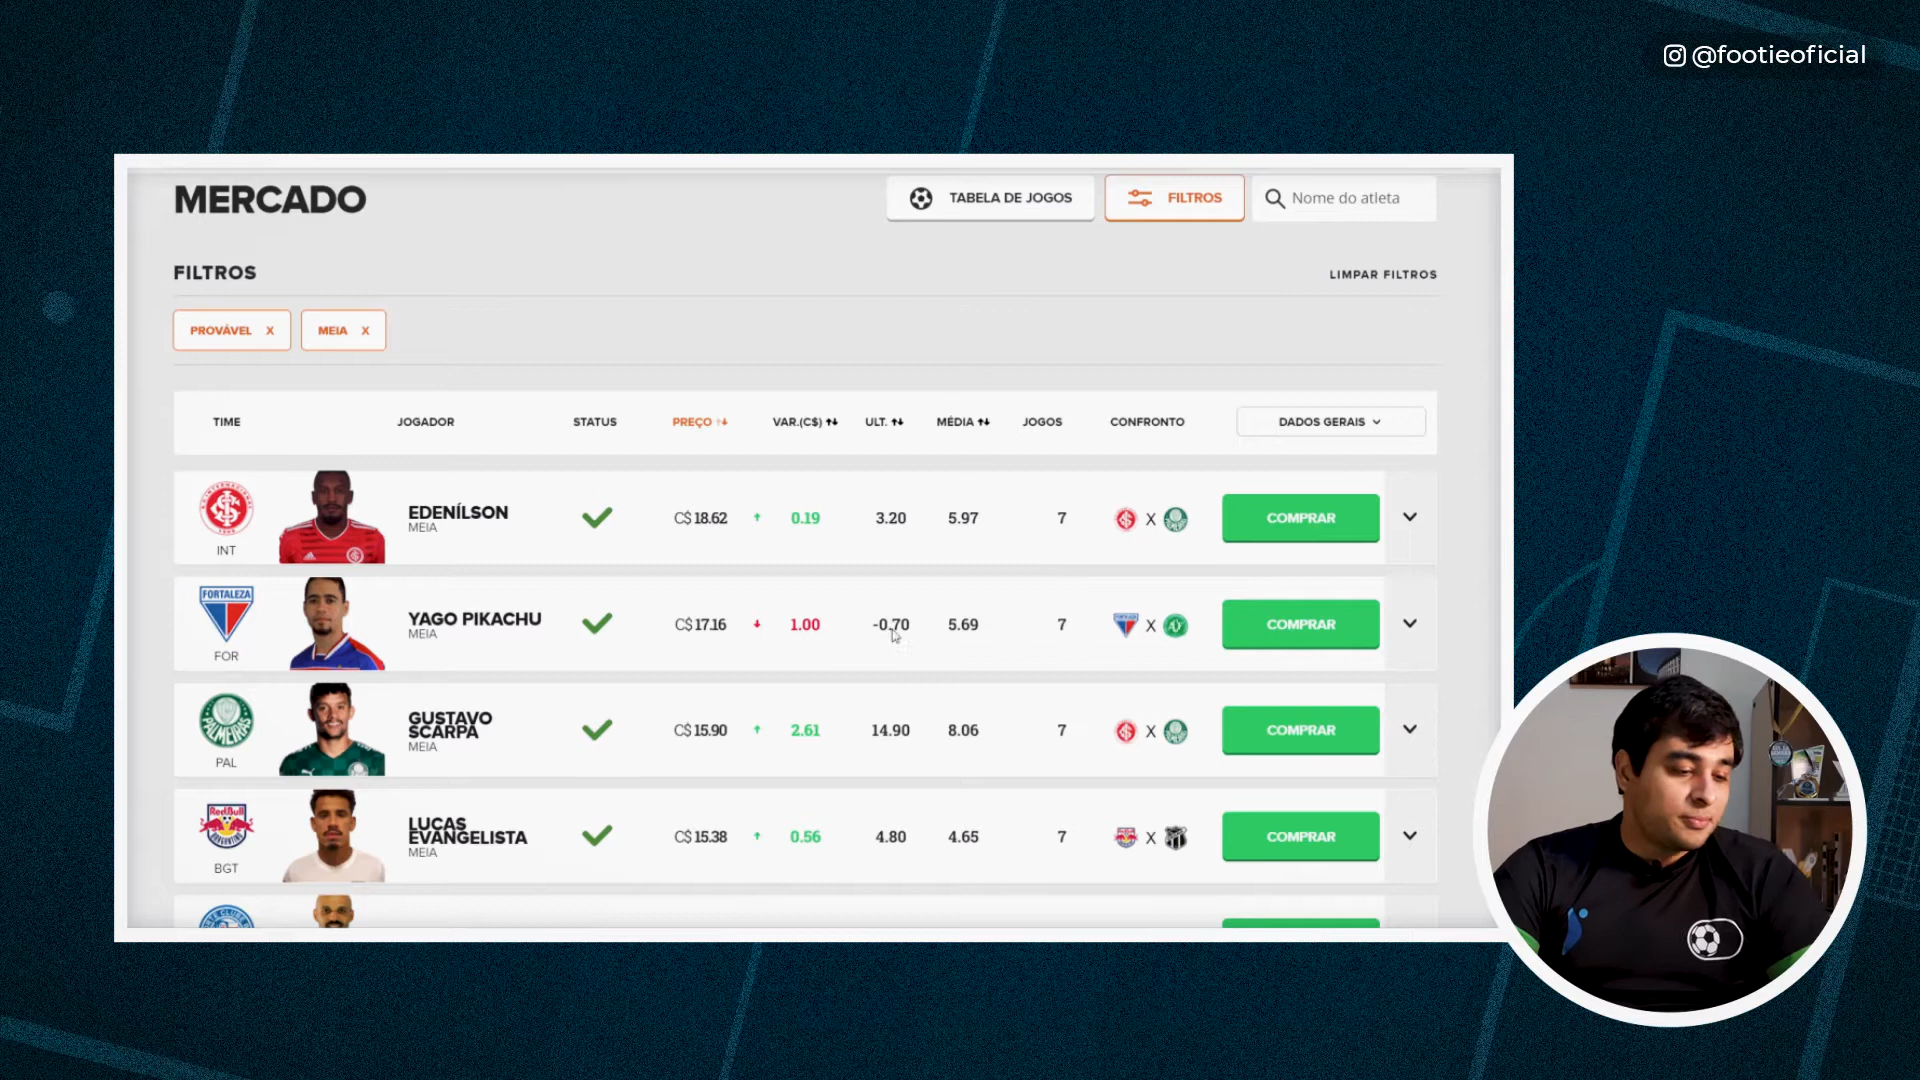 @footieoficial
MERCADO
TABELA DE JOGOS
FILTROS
Nome do atleta
FILTROS
LIMPAR FILTROS
PROVÁVEL X
MEIA X
TIME JOGADOR STATUS PREÇO VAR.(C$) ULT. MÉDIA JOGOS CONFRONTO DADOS GERAIS
INT
EDENÍLSON
MEIA
C$ 18.62 0.19 3.20 5.97 7 X COMPRAR
FORTALEZA
FOR
YAGO PIKACHU
MEIA
C$ 17.16 1.00 -0.70 5.69 7 X COMPRAR
PALMEIRAS
PAL
GUSTAVO
SCARPA
MEIA
C$ 15.90 2.61 14.90 8.06 7 X COMPRAR
RedBull
BGT
LUCAS
EVANGELISTA
MEIA
C$ 15.38 0.56 4.80 4.65 7 X COMPRAR